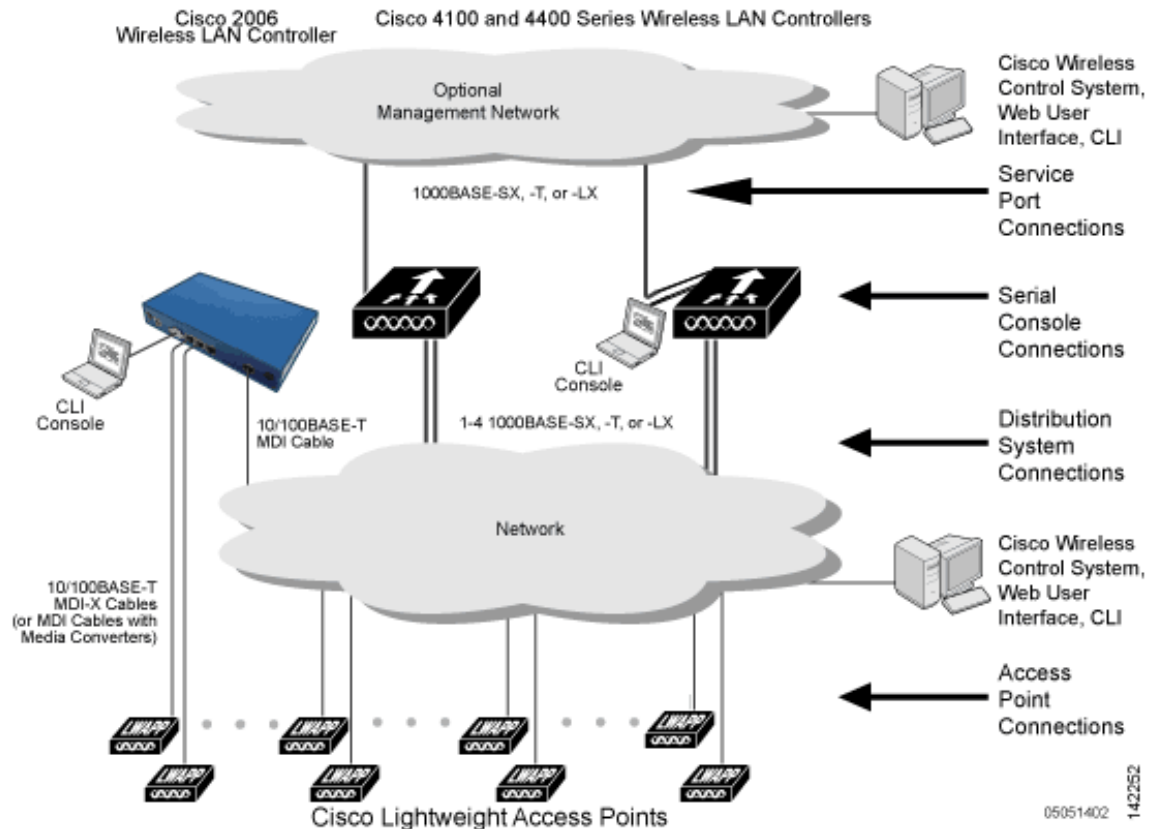 Cisco 2006
Wireless LAN Controller
Cisco 4100 and 4400 Series Wireless LAN Controllers
Optional
Management Network
Cisco Wireless
Control System,
Web User
Interface, CLI
1000BASE-SX, -T, or -LX
Service
Port
Connections
Serial
Console
Connections
CLI
Console
CLI
Console
10/100BASE-T
MDI Cable
1-4 1000BASE-SX, -T, or -LX
Distribution
System
Connections
Network
Cisco Wireless
Control System,
Web User
Interface, CLI
10/100BASE-T
MDI-X Cables
(or MDI Cables with
Media Converters)
Access
Point
Connections
LWAPP
LWAPP
LWAPP
LWAPP
LWAPP
LWAPP
LWAPP
LWAPP
Cisco Lightweight Access Points
05051402
142252